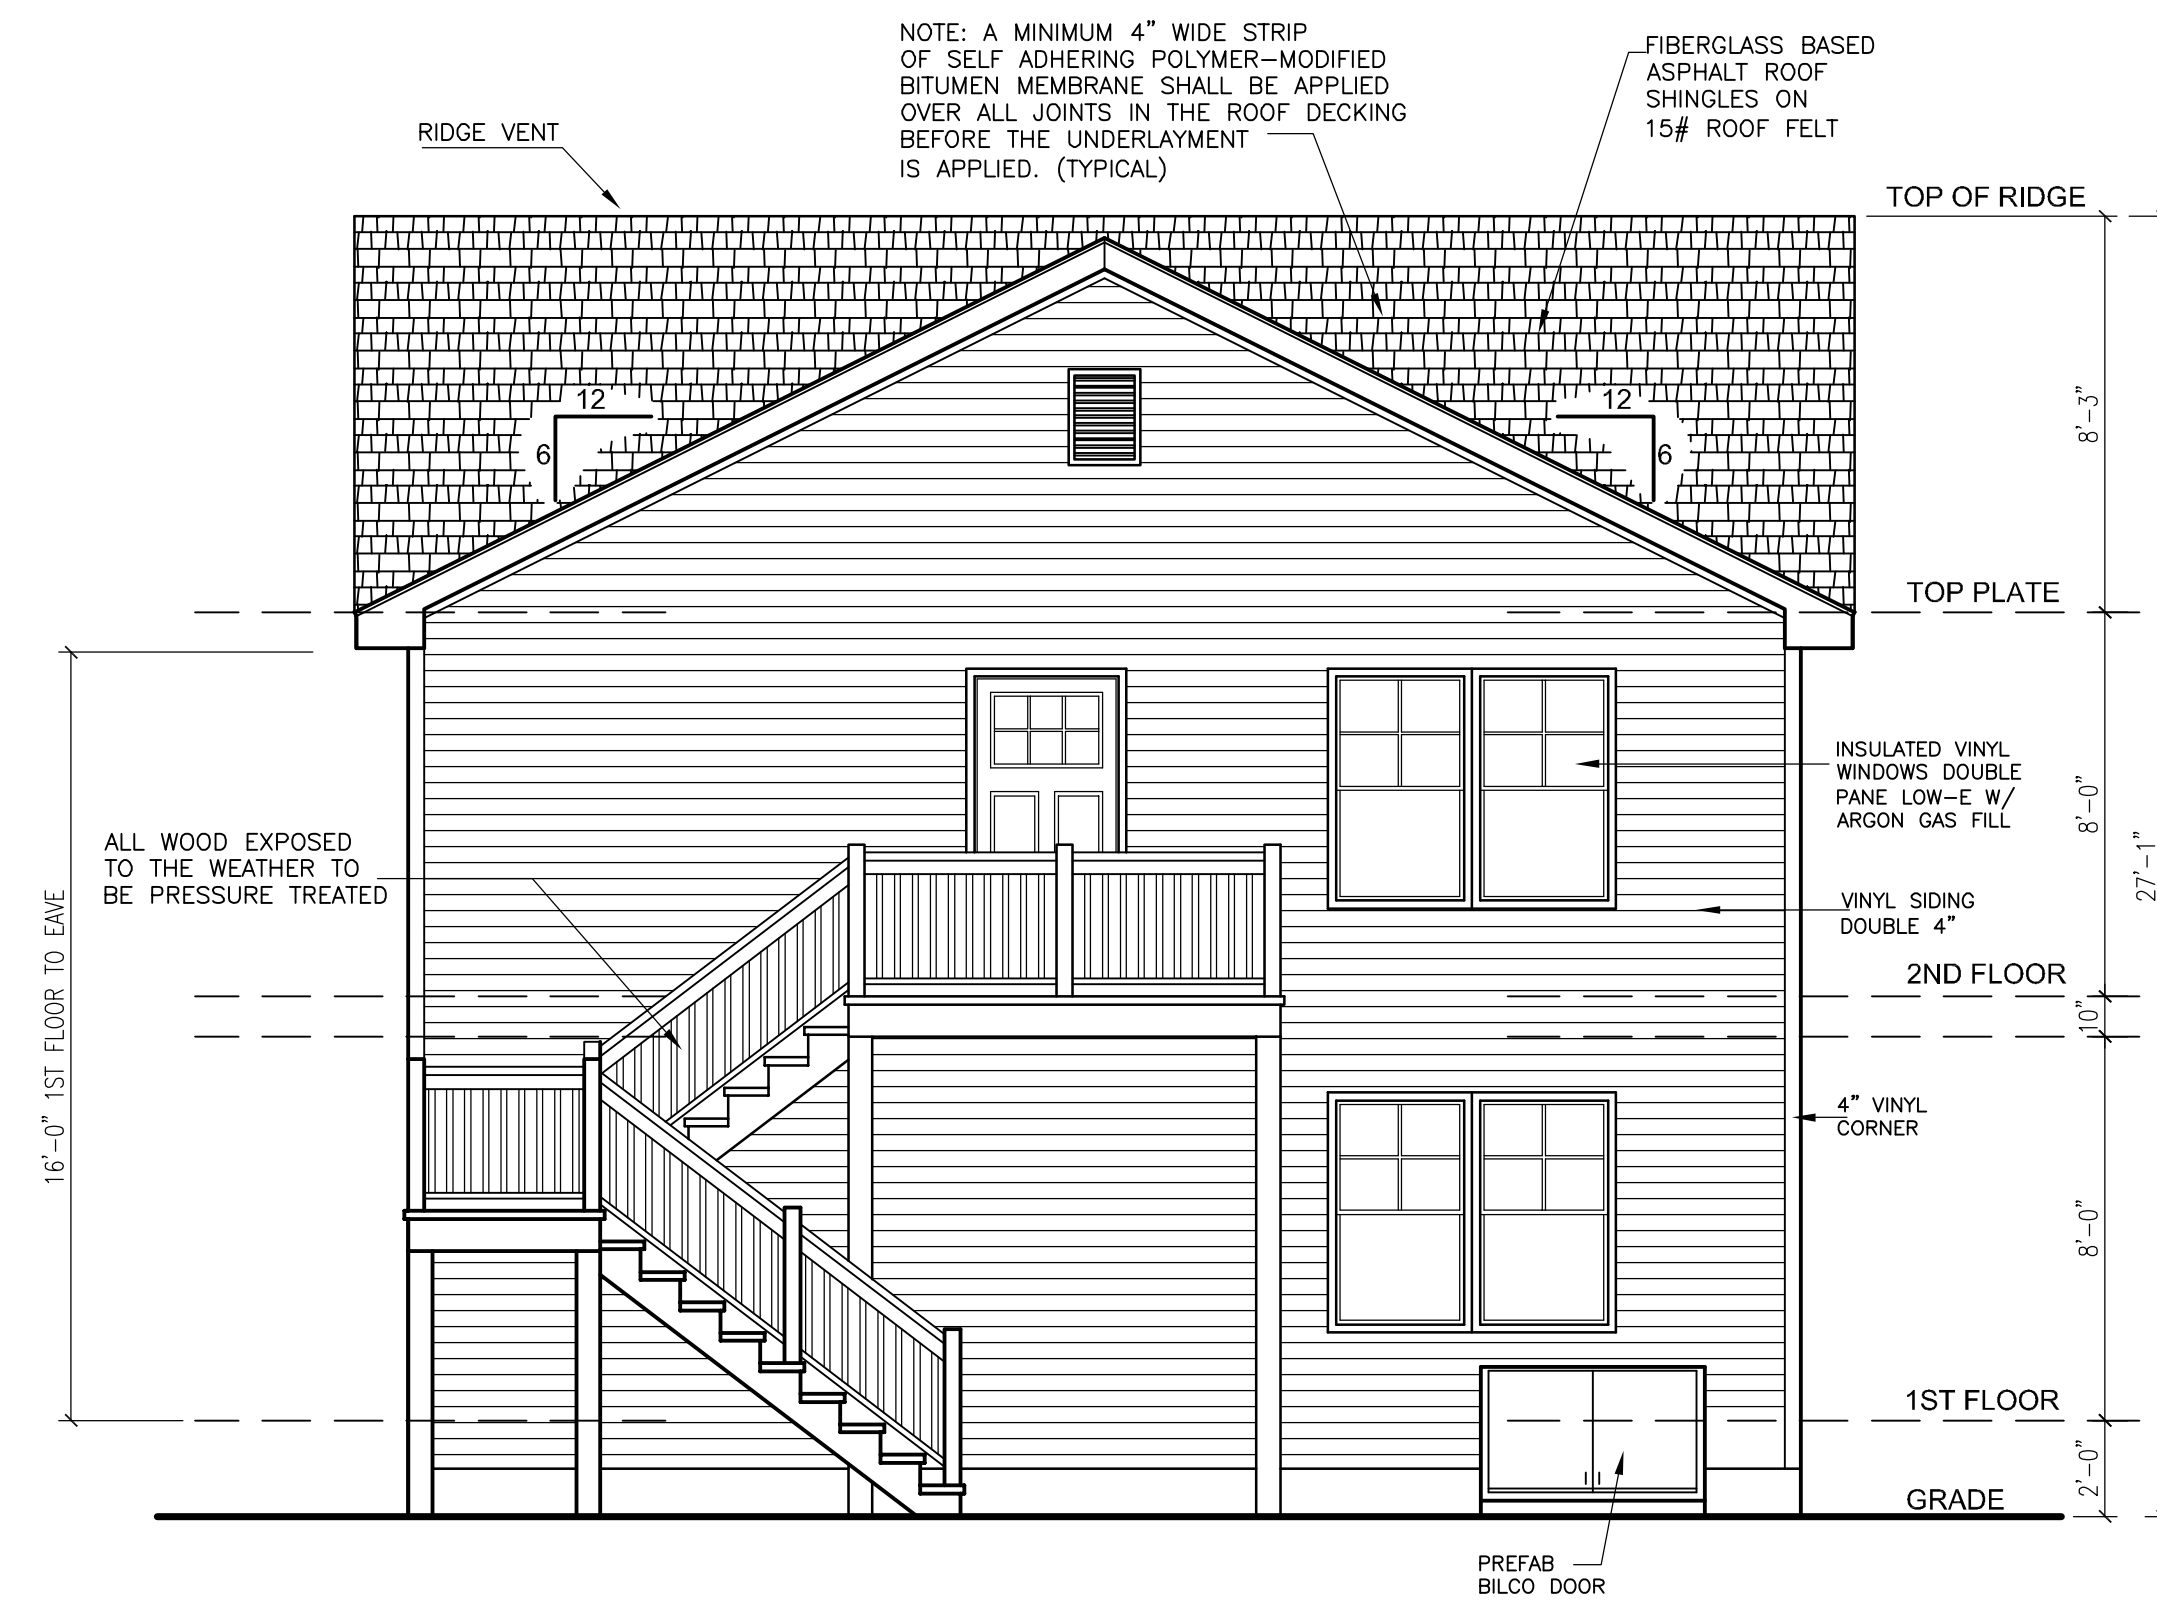 NOTE: A MINIMUM 4" WIDE STRIP
OF SELF ADHERING POLYMER-MODIFIED
BITUMEN MEMBRANE SHALL BE APPLIED
OVER ALL JOINTS IN THE ROOF DECKING
BEFORE THE UNDERLAYMENT
IS APPLIED. (TYPICAL)
FIBERGLASS BASED
ASPHALT ROOF
SHINGLES ON
15# ROOF FELT
RIDGE VENT
TOP OF RIDGE
12
6
12
6
8'-3"
TOP PLATE
INSULATED VINYL
WINDOWS DOUBLE
PANE LOW-E W/
ARGON GAS FILL
8'-0"
27'-1"
ALL WOOD EXPOSED
TO THE WEATHER TO
BE PRESSURE TREATED
VINYL SIDING
DOUBLE 4"
16'-0" 1ST FLOOR TO EAVE
2ND FLOOR
10"
4" VINYL
CORNER
8'-0"
1ST FLOOR
2'-0"
GRADE
PREFAB
BILCO DOOR